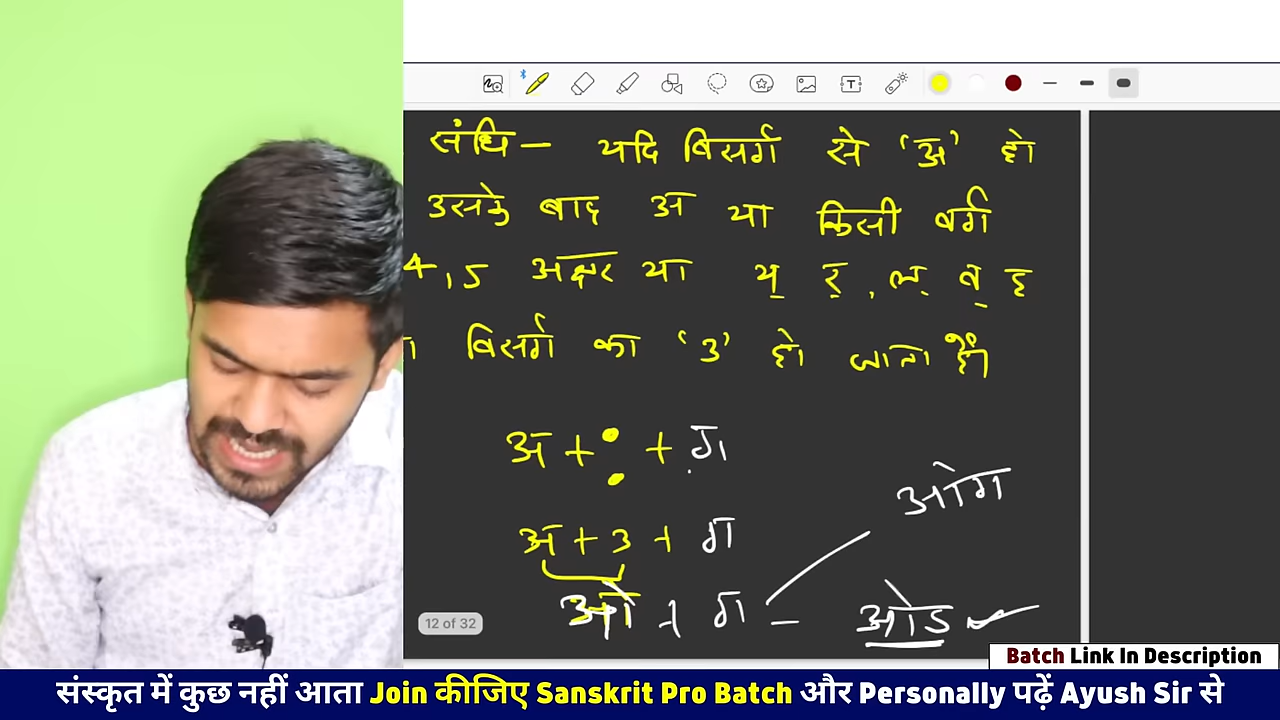 संधि – यदि विसर्ग से 'अ' हो
उसके बाद अ या किसी वर्ग
4,5 अक्षर या य् र्, ल् व् ह
विसर्ग का 'उ' हो जाता है।
अ + : + ग
अ + उ + ग
ओ + ग – ओऽ
ओग
12 of 32
Batch Link In Description
संस्कृत में कुछ नहीं आता Join कीजिए Sanskrit Pro Batch और Personally पढ़ें Ayush Sir से